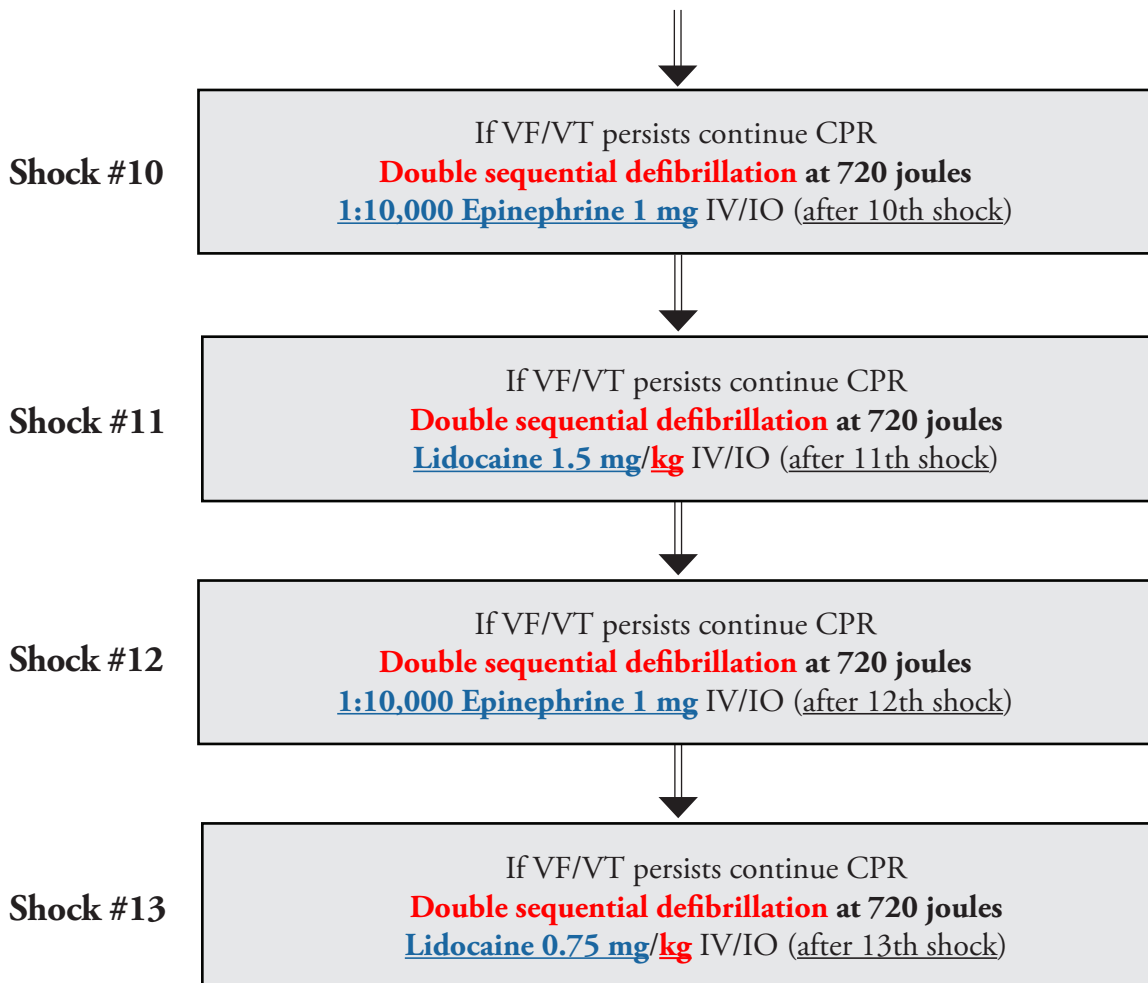 Shock #10
If VF/VT persists continue CPR
Double sequential defibrillation at 720 joules
1:10,000 Epinephrine 1 mg IV/IO (after 10th shock)
Shock #11
If VF/VT persists continue CPR
Double sequential defibrillation at 720 joules
Lidocaine 1.5 mg/kg IV/IO (after 11th shock)
Shock #12
If VF/VT persists continue CPR
Double sequential defibrillation at 720 joules
1:10,000 Epinephrine 1 mg IV/IO (after 12th shock)
Shock #13
If VF/VT persists continue CPR
Double sequential defibrillation at 720 joules
Lidocaine 0.75 mg/kg IV/IO (after 13th shock)